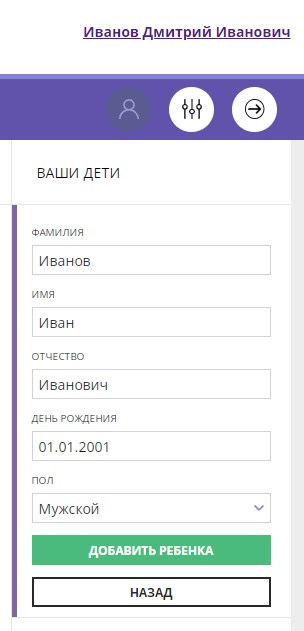 Иванов Дмитрий Иванович
ВАШИ ДЕТИ
ФАМИЛИЯ
Иванов
ИМЯ
Иван
ОТЧЕСТВО
Иванович
ДЕНЬ РОЖДЕНИЯ
01.01.2001
ПОЛ
Мужской
ДОБАВИТЬ РЕБЕНКА
НАЗАД